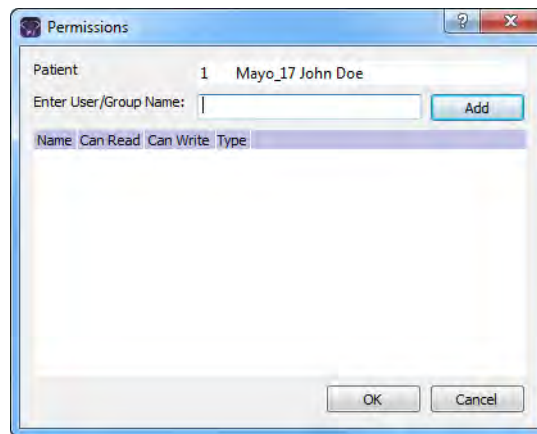 Permissions
Patient 1 Mayo_17 John Doe
Enter User/Group Name: Add
Name Can Read Can Write Type
OK Cancel